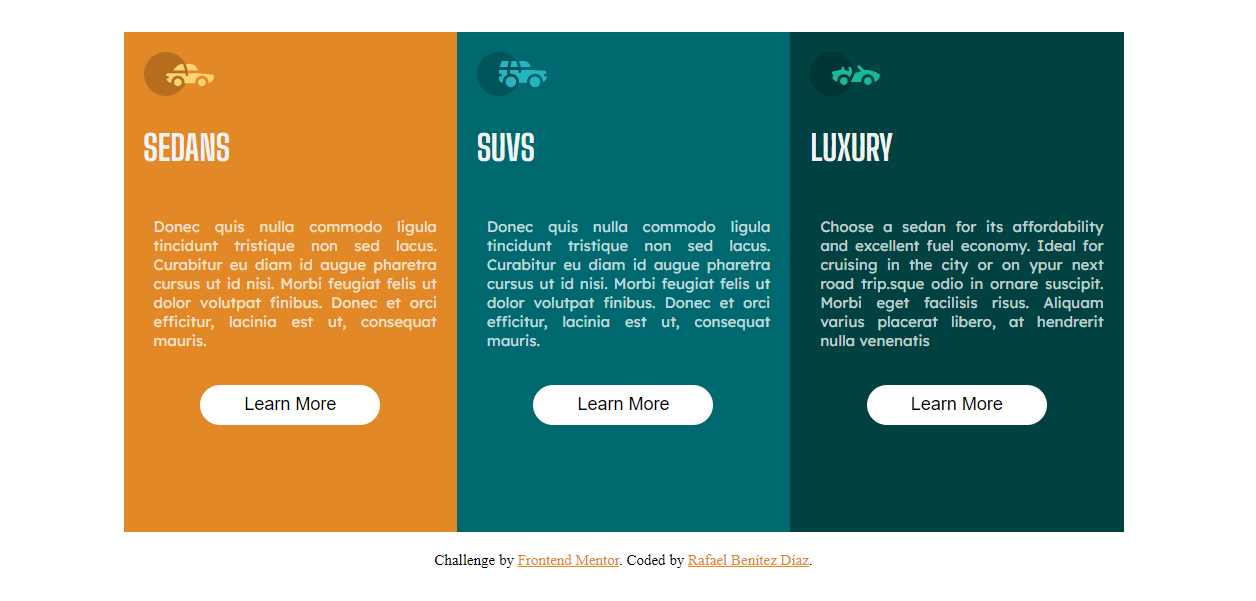 SEDANS
Donec quis nulla commodo ligula
tincidunt tristique non sed lacus.
Curabitur eu diam id augue pharetra
cursus ut id nisi. Morbi feugiat felis ut
dolor volutpat finibus. Donec et orci
efficitur, lacinia est ut, consequat
mauris.
Learn More
SUVS
Donec quis nulla commodo ligula
tincidunt tristique non sed lacus.
Curabitur eu diam id augue pharetra
cursus ut id nisi. Morbi feugiat felis ut
dolor volutpat finibus. Donec et orci
efficitur, lacinia est ut, consequat
mauris.
Learn More
LUXURY
Choose a sedan for its affordability
and excellent fuel economy. Ideal for
cruising in the city or on ypur next
road trip.sque odio in ornare suscipit.
Morbi eget facilisis risus. Aliquam
varius placerat libero, at hendrerit
nulla venenatis
Learn More
Challenge by Frontend Mentor. Coded by Rafael Benítez Díaz.